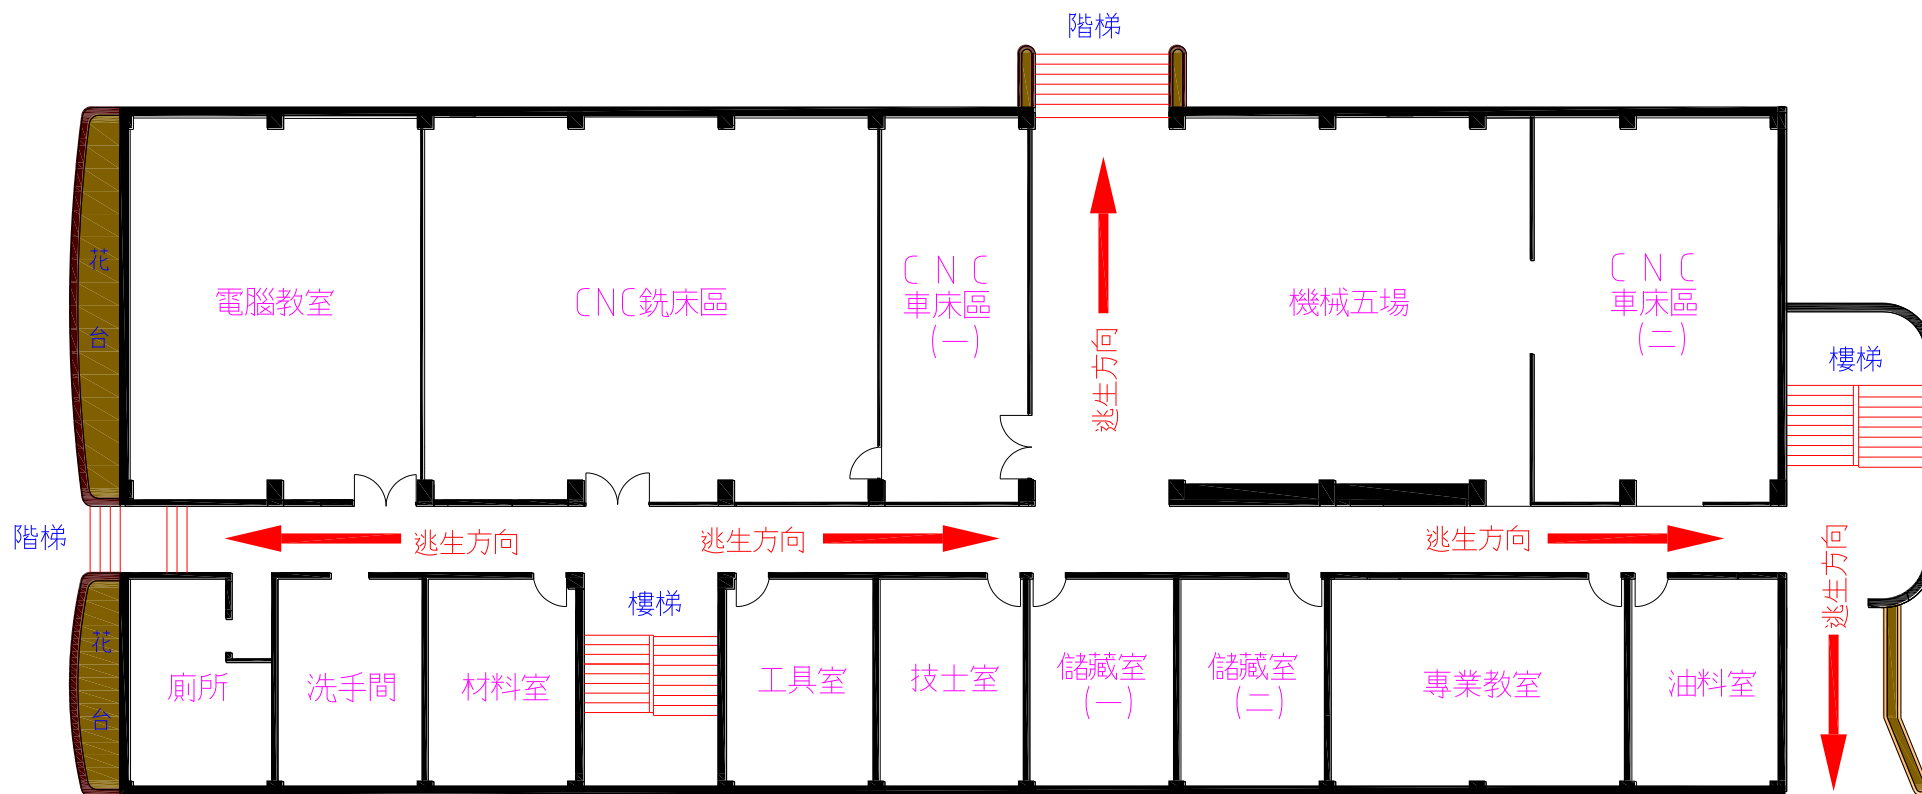 階梯
花
台
電腦教室
CNC銑床區
CNC
車床區
(一)
逃生方向
機械五場
CNC
車床區
(二)
樓梯
階梯
逃生方向
逃生方向
逃生方向
逃生方向
花
台
廁所
洗手間
材料室
樓梯
工具室
技士室
儲藏室
(一)
儲藏室
(二)
專業教室
油料室